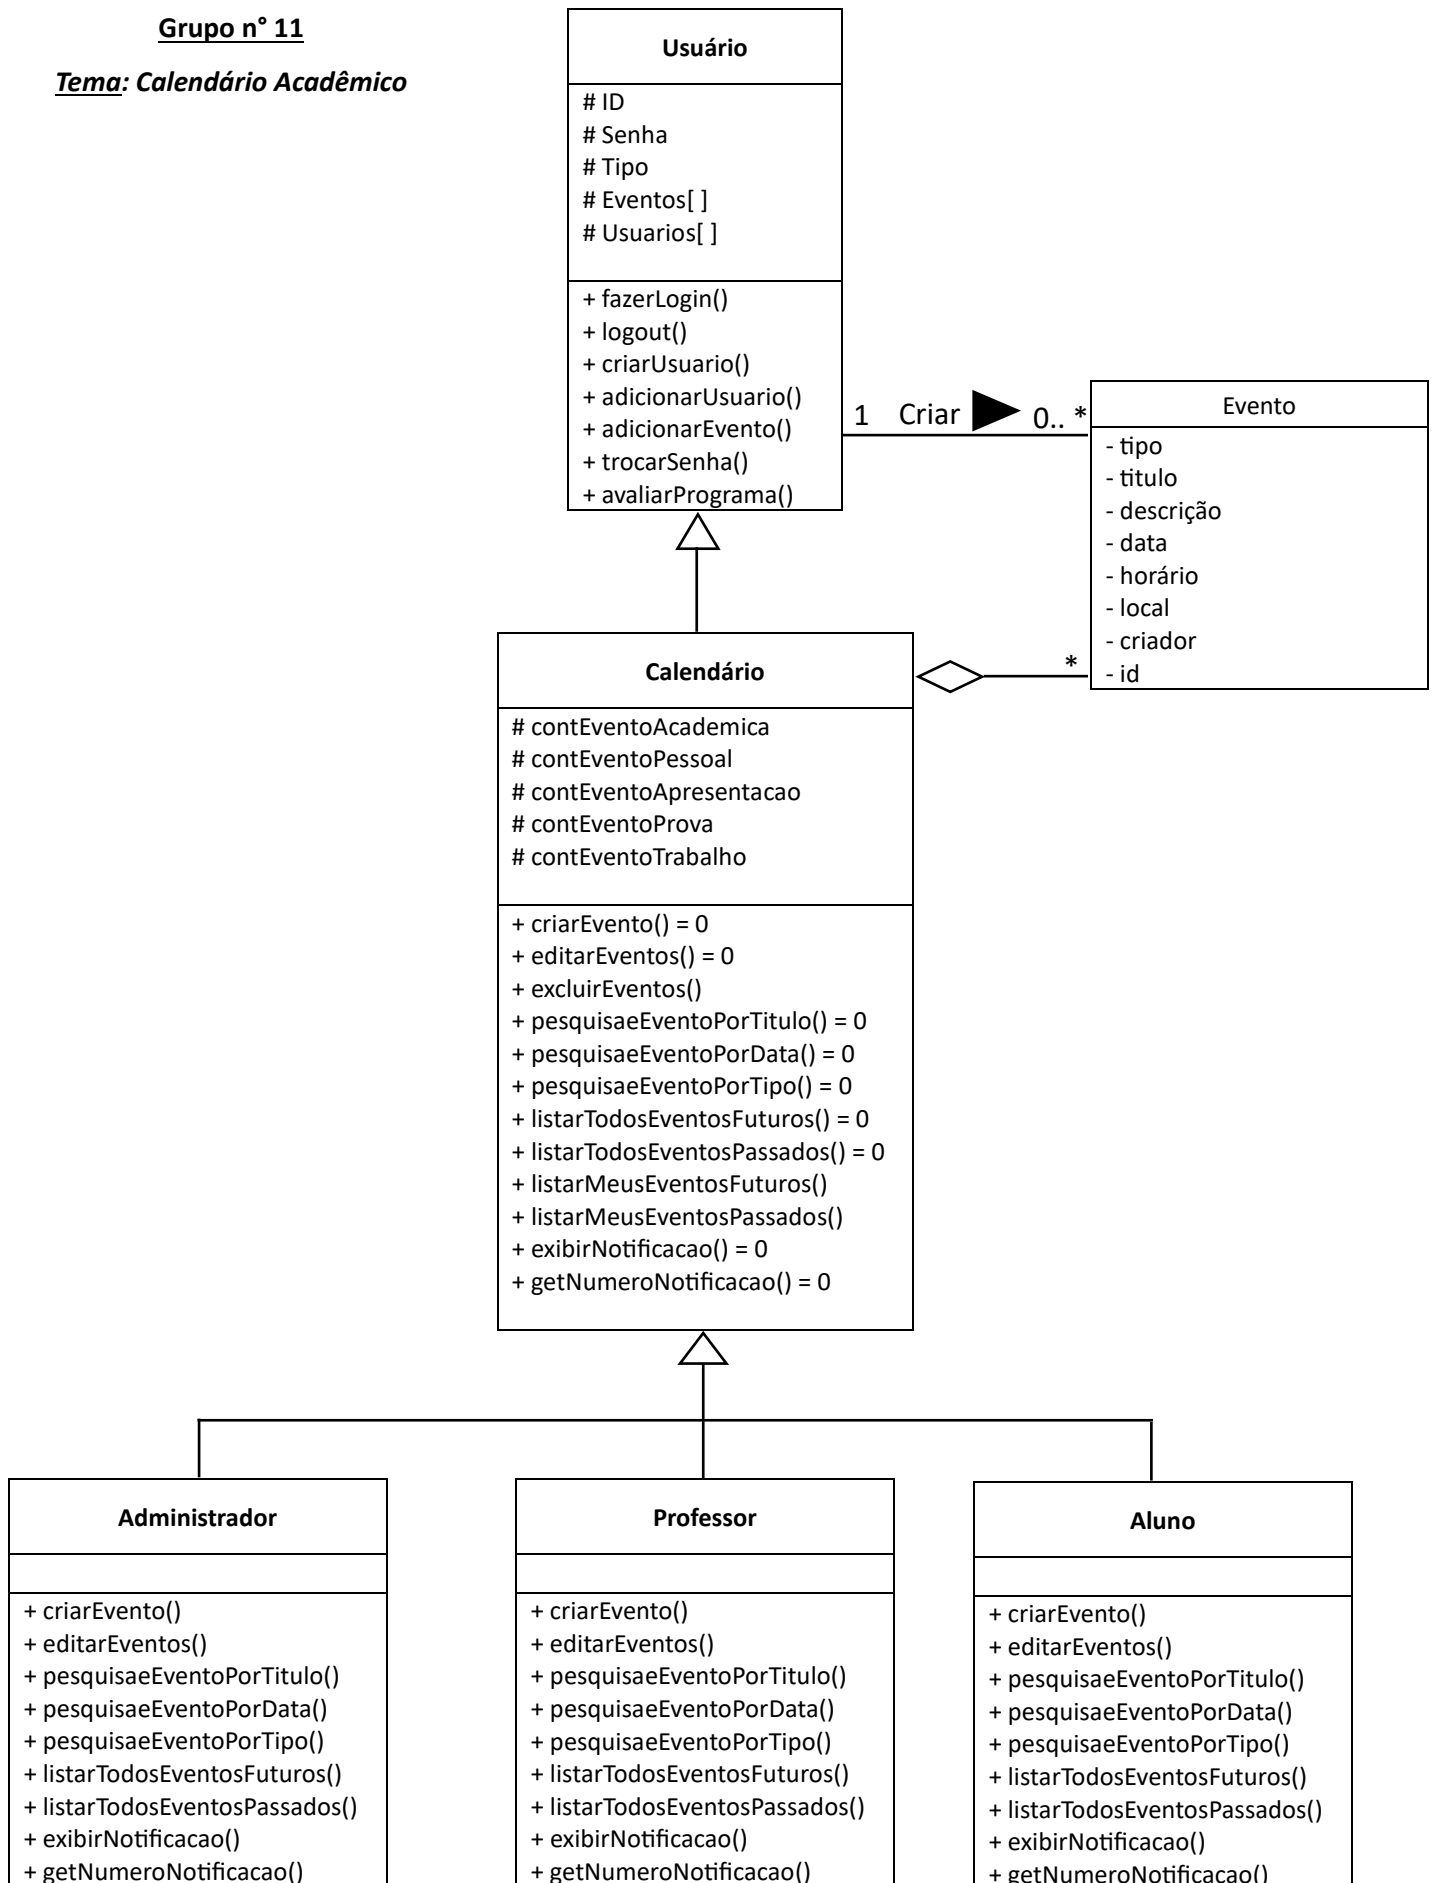 Grupo n° 11
Tema: Calendário Acadêmico
Usuário
# ID
# Senha
# Tipo
# Eventos[ ]
# Usuarios[ ]
+ fazerLogin()
+ logout()
+ criarUsuario()
+ adicionarUsuario()
+ adicionarEvento()
+ trocarSenha()
+ avaliarPrograma()
1 Criar 0.. *
Evento
- tipo
- titulo
- descrição
- data
- horário
- local
- criador
- id
*
Calendário
# contEventoAcademica
# contEventoPessoal
# contEventoApresentacao
# contEventoProva
# contEventoTrabalho
+ criarEvento() = 0
+ editarEventos() = 0
+ excluirEventos()
+ pesquisaeEventoPorTitulo() = 0
+ pesquisaeEventoPorData() = 0
+ pesquisaeEventoPorTipo() = 0
+ listarTodosEventosFuturos() = 0
+ listarTodosEventosPassados() = 0
+ listarMeusEventosFuturos()
+ listarMeusEventosPassados()
+ exibirNotificacao() = 0
+ getNumeroNotificacao() = 0
Administrador
+ criarEvento()
+ editarEventos()
+ pesquisaeEventoPorTitulo()
+ pesquisaeEventoPorData()
+ pesquisaeEventoPorTipo()
+ listarTodosEventosFuturos()
+ listarTodosEventosPassados()
+ exibirNotificacao()
+ getNumeroNotificacao()
Professor
+ criarEvento()
+ editarEventos()
+ pesquisaeEventoPorTitulo()
+ pesquisaeEventoPorData()
+ pesquisaeEventoPorTipo()
+ listarTodosEventosFuturos()
+ listarTodosEventosPassados()
+ exibirNotificacao()
+ getNumeroNotificacao()
Aluno
+ criarEvento()
+ editarEventos()
+ pesquisaeEventoPorTitulo()
+ pesquisaeEventoPorData()
+ pesquisaeEventoPorTipo()
+ listarTodosEventosFuturos()
+ listarTodosEventosPassados()
+ exibirNotificacao()
+ getNumeroNotificacao()